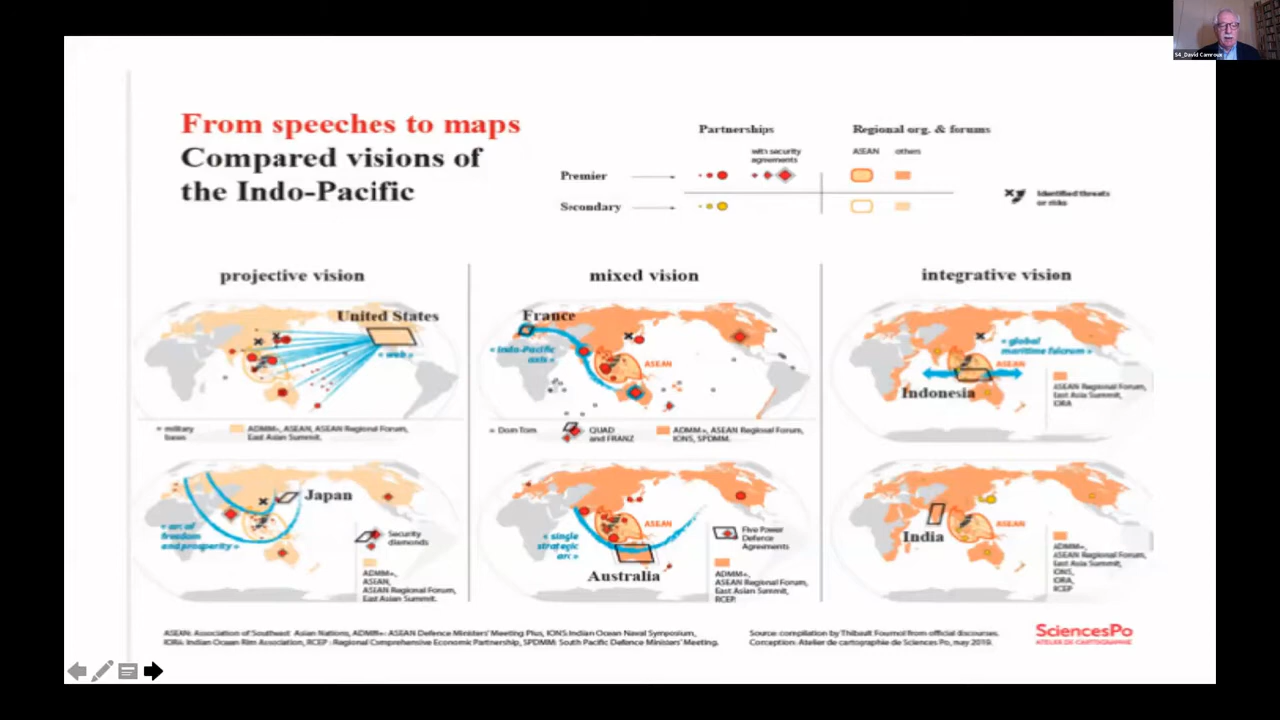 S4_David Camroux
From speeches to maps
Compared visions of
the Indo-Pacific
Partnerships
Regional org. & forums
with security
agreements
ASEAN
others
Premier
Secondary
Identified threats
or risks
projective vision
mixed vision
integrative vision
United States
« web »
= military
bases
ADMM+, ASEAN, ASEAN Regional Forum,
East Asian Summit.
France
« Indo-Pacific
axis »
ASEAN
= Dom Tom
QUAD
and FRANZ
ADMM+, ASEAN Regional Forum,
IONS, SPDMM.
« global
maritime fulcrum »
ASEAN
Indonesia
ASEAN Regional Forum,
East Asia Summit,
IORA
Japan
« arc of
freedom
and prosperity »
Security
diamonds
ADMM+,
ASEAN,
ASEAN Regional Forum,
East Asian Summit.
ASEAN
« single
strategic
arc »
Australia
Five Power
Defence
Agreements
ADMM+,
ASEAN Regional Forum,
East Asian Summit,
RCEP.
ASEAN
India
ADMM+,
ASEAN Regional Forum,
East Asia Summit,
IONS,
IORA,
RCEP
ASEAN: Association of Southeast Asian Nations, ADMM+: ASEAN Defence Ministers' Meeting Plus, IONS:Indian Ocean Naval Symposium,
IORA: Indian Ocean Rim Association, RCEP : Regional Comprehensive Economic Partnership, SPDMM: South Pacific Defence Ministers' Meeting.
Source: compilation by Thibault Fournol from official discourses.
Conception: Atelier de cartographie de Sciences Po, may 2019.
SciencesPo
ATELIER DE CARTOGRAPHIE